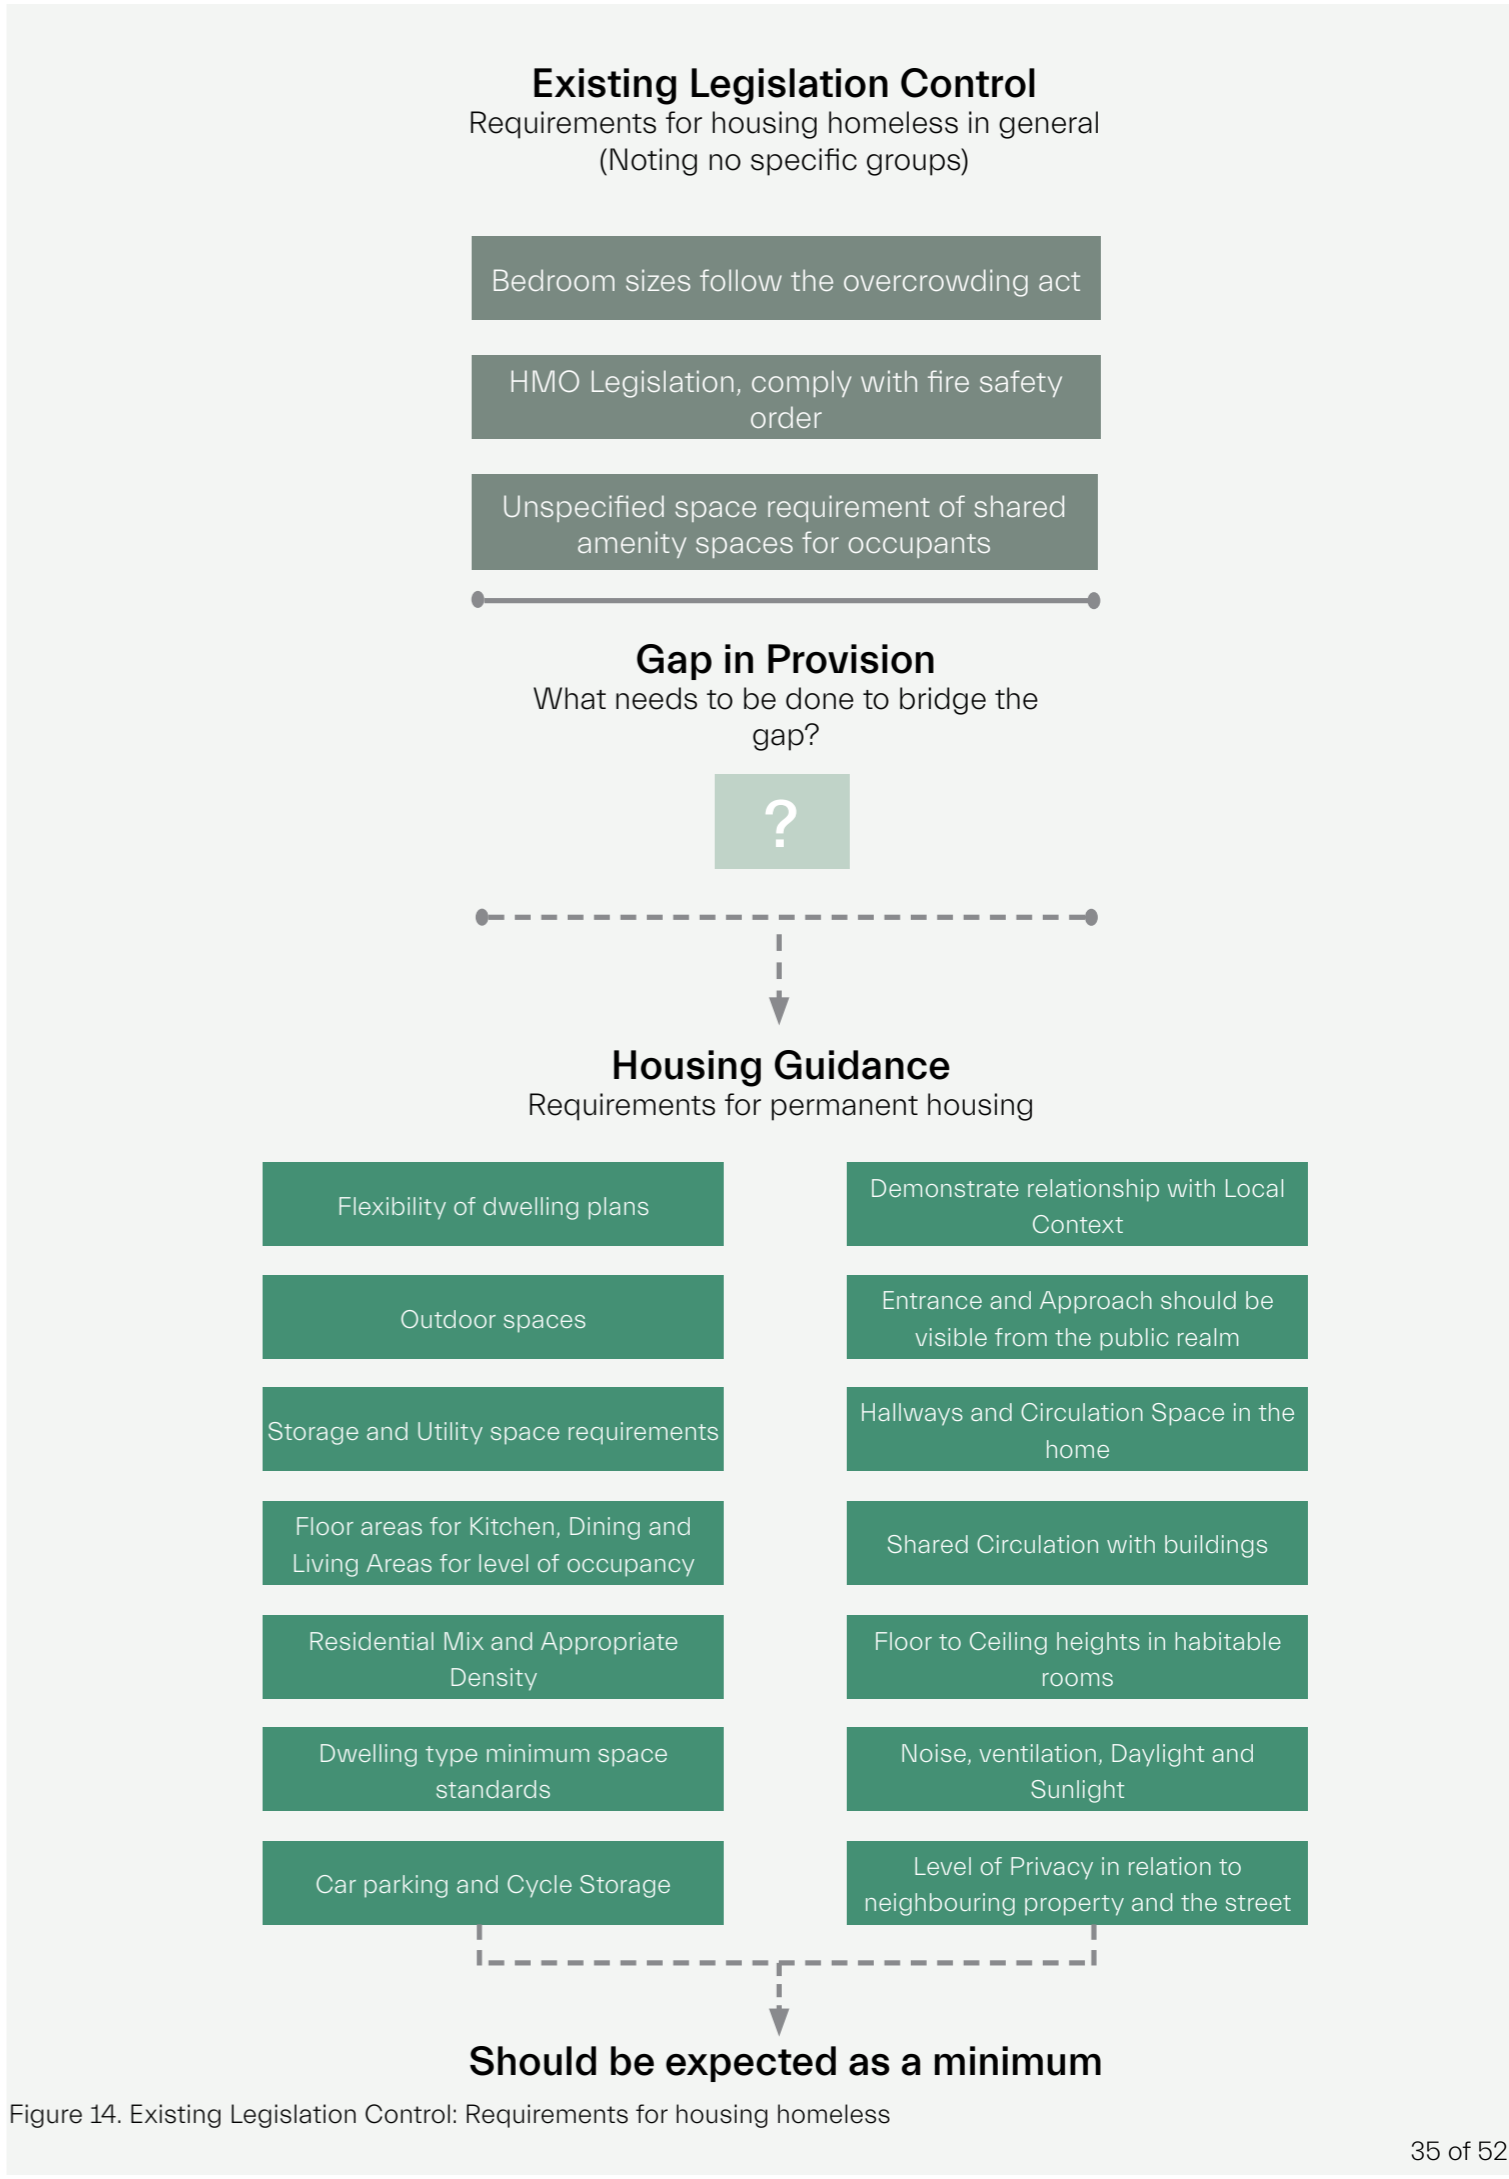 Existing Legislation Control
Requirements for housing homeless in general
(Noting no specific groups)
Bedroom sizes follow the overcrowding act
HMO Legislation, comply with fire safety
order
Unspecified space requirement of shared
amenity spaces for occupants
Gap in Provision
What needs to be done to bridge the
gap?
?
Housing Guidance
Requirements for permanent housing
Flexibility of dwelling plans
Outdoor spaces
Storage and Utility space requirements
Floor areas for Kitchen, Dining and
Living Areas for level of occupancy
Residential Mix and Appropriate
Density
Dwelling type minimum space
standards
Car parking and Cycle Storage
Demonstrate relationship with Local
Context
Entrance and Approach should be
visible from the public realm
Hallways and Circulation Space in the
home
Shared Circulation with buildings
Floor to Ceiling heights in habitable
rooms
Noise, ventilation, Daylight and
Sunlight
Level of Privacy in relation to
neighbouring property and the street
Should be expected as a minimum
Figure 14. Existing Legislation Control: Requirements for housing homeless
35 of 52